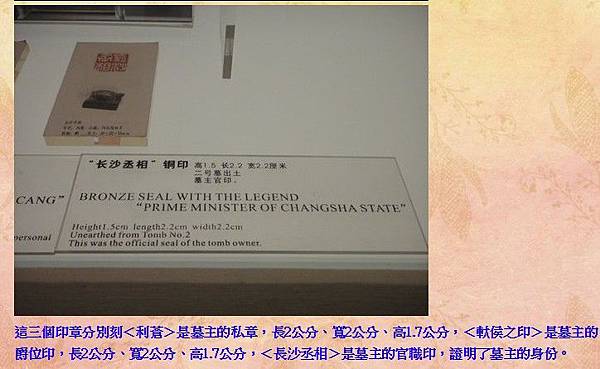 "长沙丞相"铜印 高1.5 长2.2 宽2.2厘米
二号墓出土
墓主官印.
CANG"
BRONZE SEAL WITH THE LEGEND
"PRIME MINISTER OF CHANGSHA STATE"
personal
Height1.5cm length2.2cm width2.2cm
Unearthed from Tomb No.2
This was the official seal of the tomb owner.
這三個印章分別刻<利蒼>是墓主的私章，長2公分、寬2公分、高1.7公分，<軑侯之印>是墓主的
爵位印，長2公分、寬2公分、高1.7公分，<長沙丞相>是墓主的官職印，證明了墓主的身份。